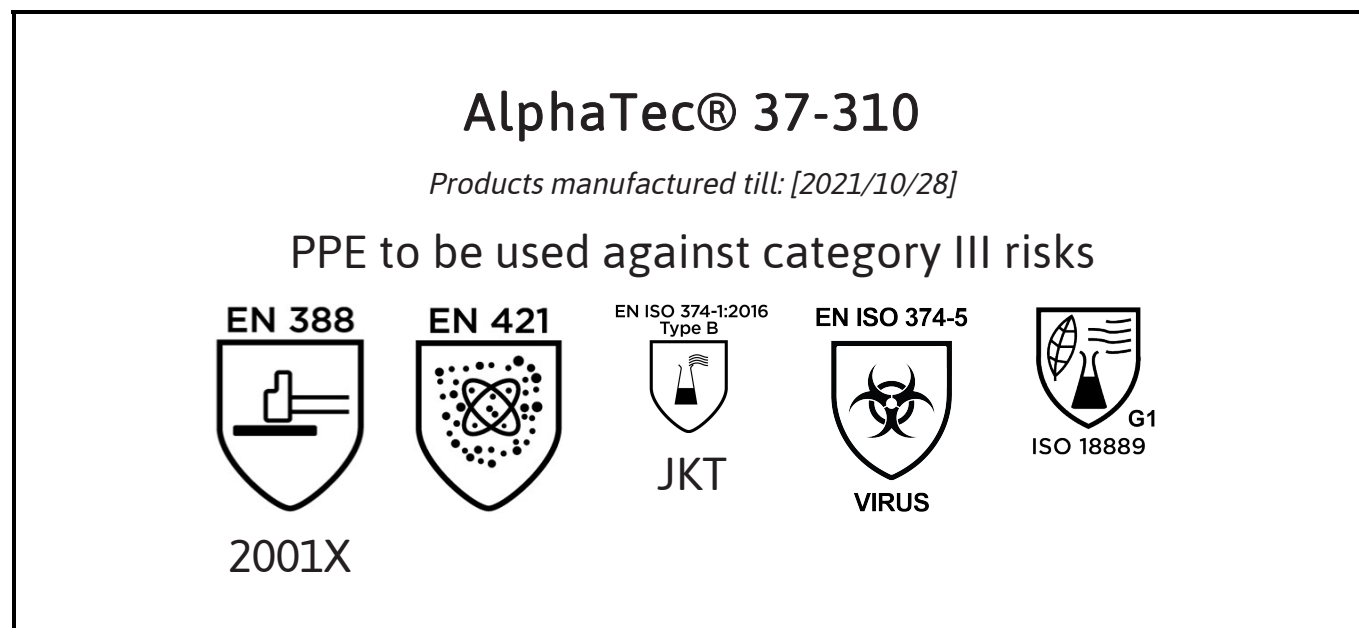 AlphaTec® 37-310
Products manufactured till: [2021/10/28]
PPE to be used against category III risks
EN 388
2001X
EN 421
EN ISO 374-1:2016
Type B
JKT
EN ISO 374-5
VIRUS
G1
ISO 18889